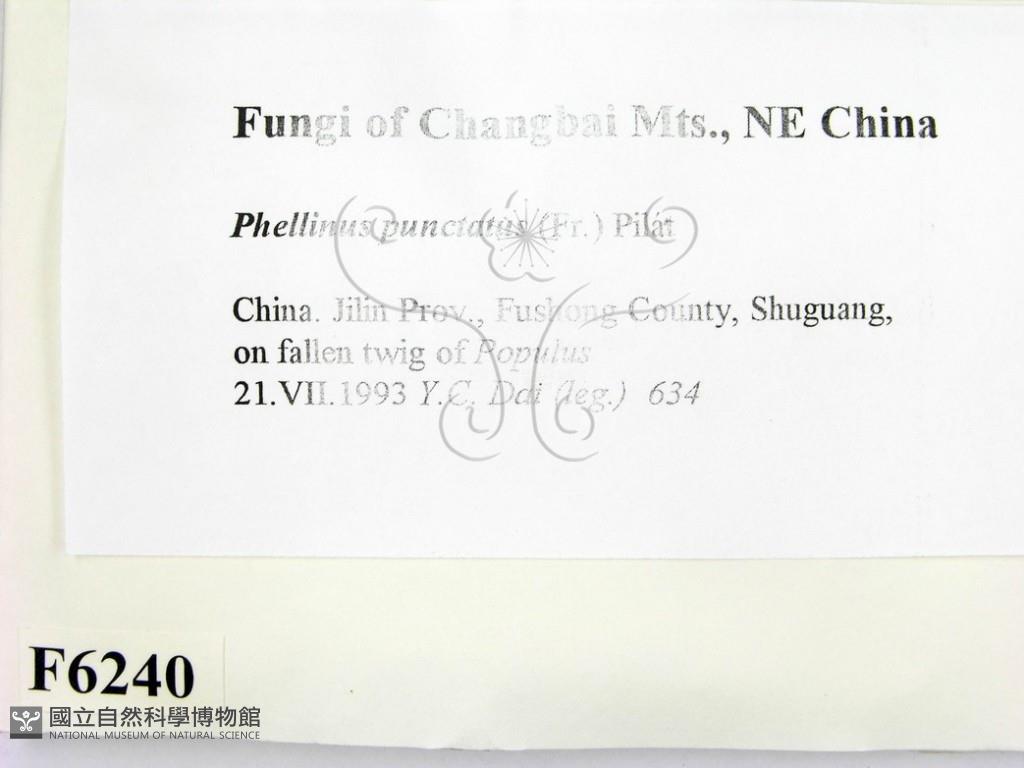 Fungi of Changbai Mts., NE China
Phellinus punctatus (Fr.) Pilát
China. Jilin Prov., Fushong County, Shuguang,
on fallen twig of Populus
21.VII.1993 Y.C. Dai (leg.) 634
F6240
國立自然科學博物館
NATIONAL MUSEUM OF NATURAL SCIENCE